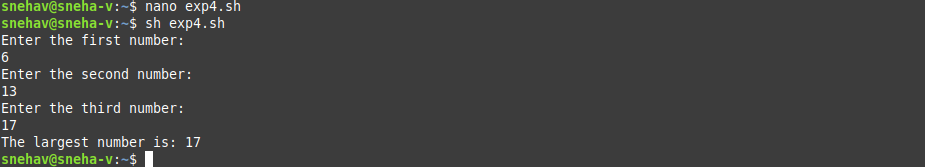 snehav@sneha-v:~$ nano exp4.sh
snehav@sneha-v:~$ sh exp4.sh
Enter the first number:
6
Enter the second number:
13
Enter the third number:
17
The largest number is: 17
snehav@sneha-v:~$